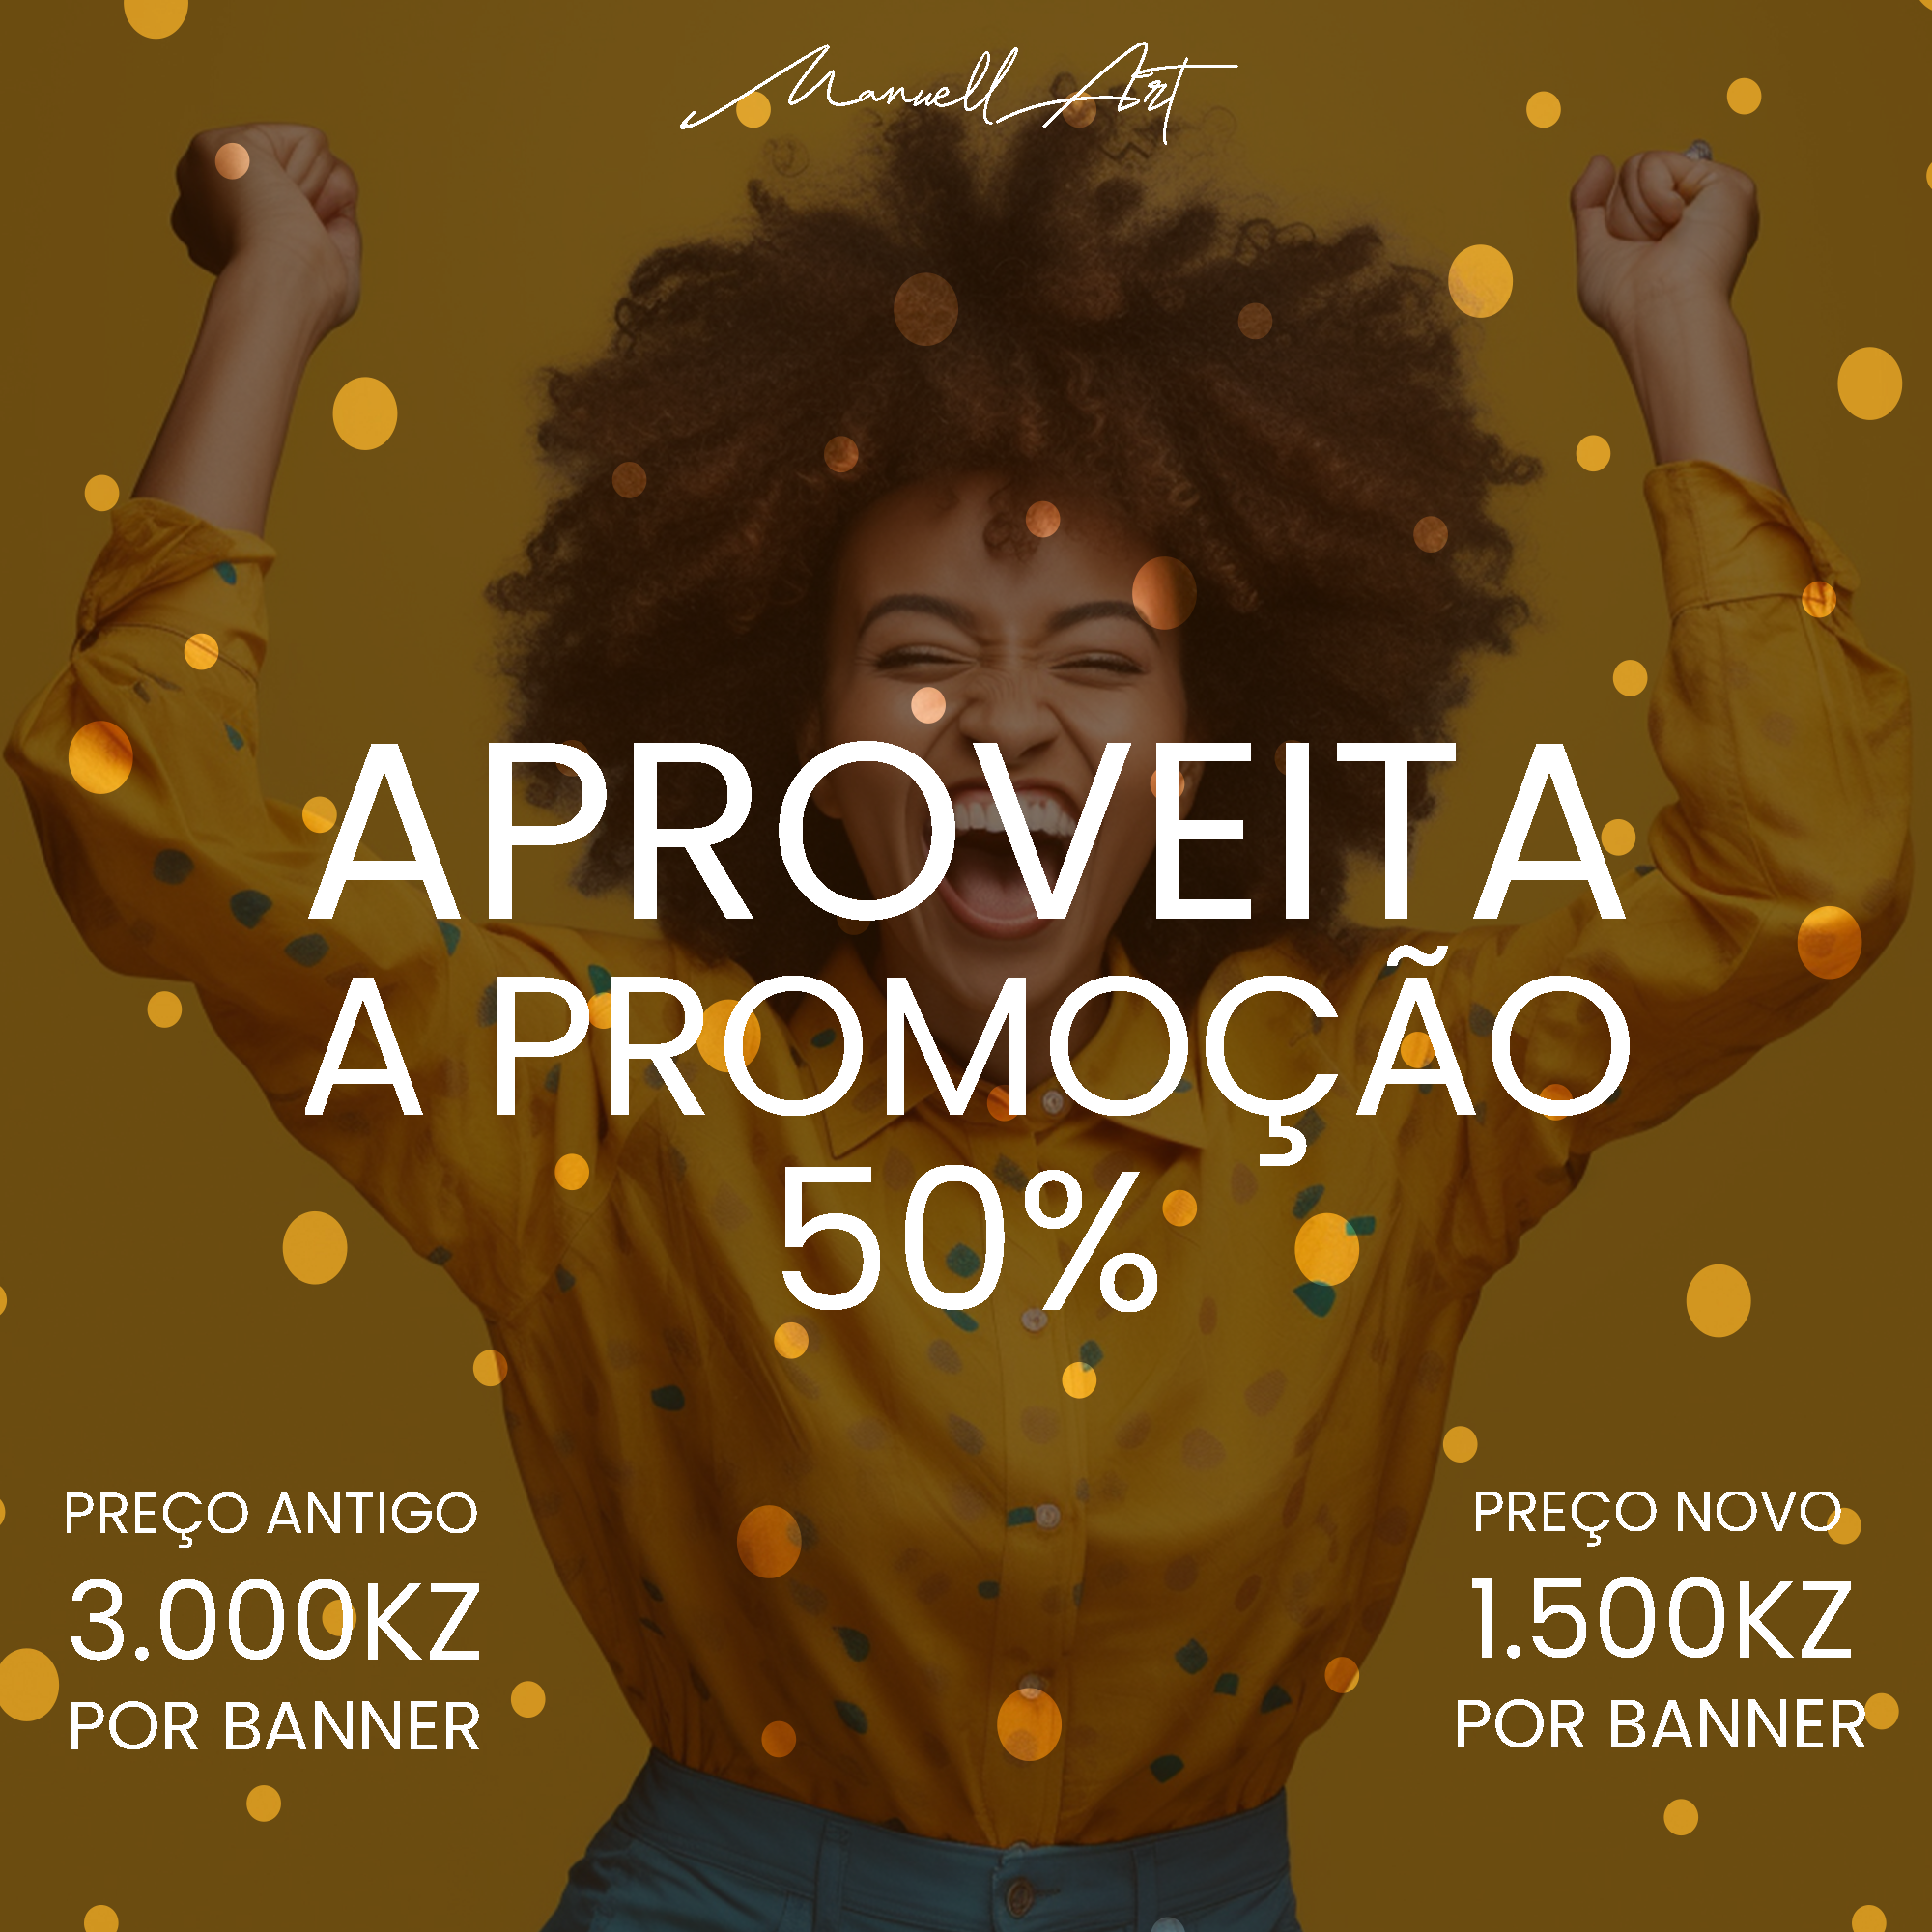 Manuell Art
APROVEITA
A PROMOÇÃO
50%
PREÇO ANTIGO
3.000KZ
POR BANNER
PREÇO NOVO
1.500KZ
POR BANNER